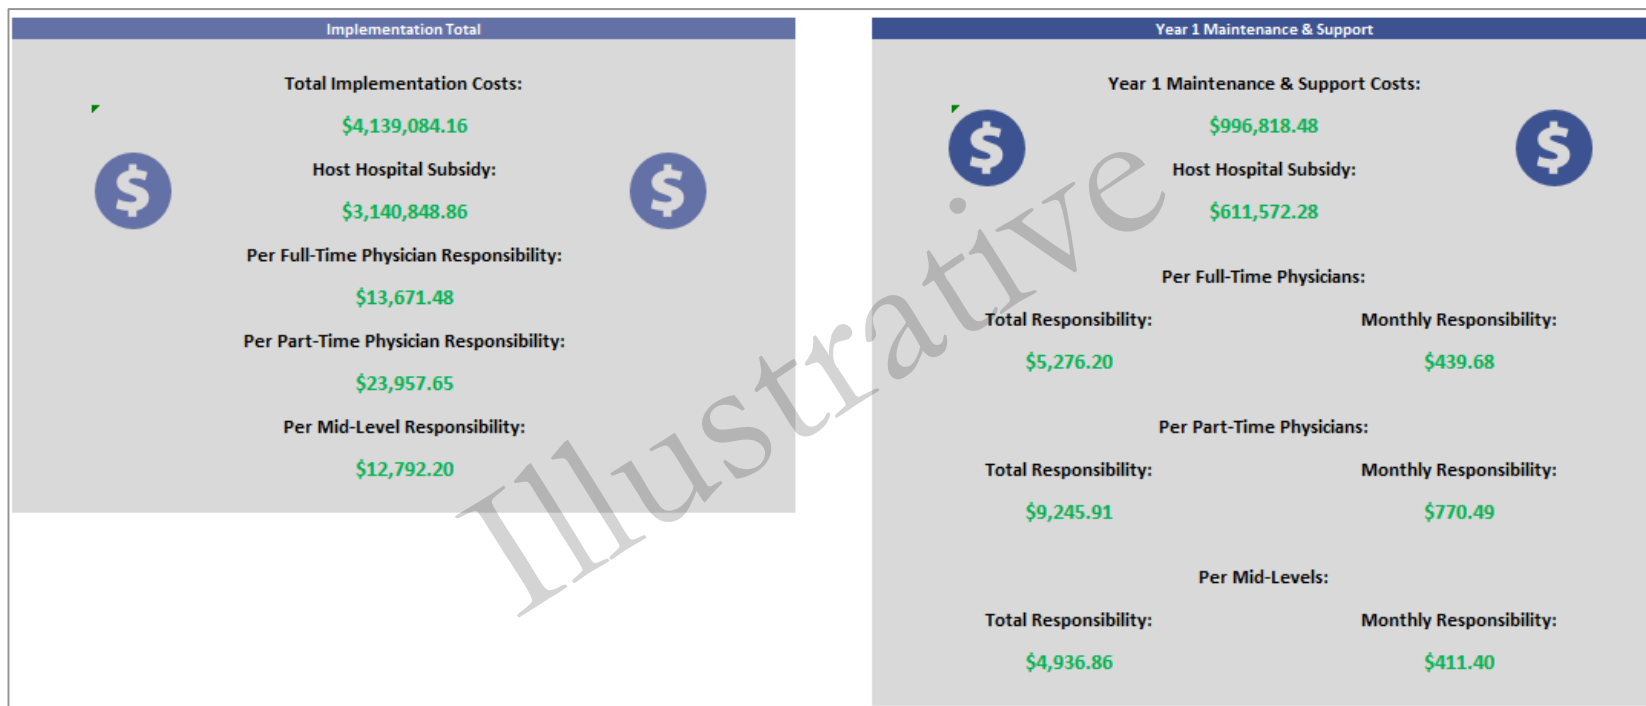 Implementation Total
Total Implementation Costs:
$4,139,084.16
Host Hospital Subsidy:
$3,140,848.86
Per Full-Time Physician Responsibility:
$13,671.48
Per Part-Time Physician Responsibility:
$23,957.65
Per Mid-Level Responsibility:
$12,792.20
Year 1 Maintenance & Support
Year 1 Maintenance & Support Costs:
$996,818.48
Host Hospital Subsidy:
$611,572.28
Per Full-Time Physicians:
Total Responsibility: Monthly Responsibility:
$5,276.20 $439.68
Per Part-Time Physicians:
Total Responsibility: Monthly Responsibility:
$9,245.91 $770.49
Per Mid-Levels:
Total Responsibility: Monthly Responsibility:
$4,936.86 $411.40
Illustrative
$
$
$
$